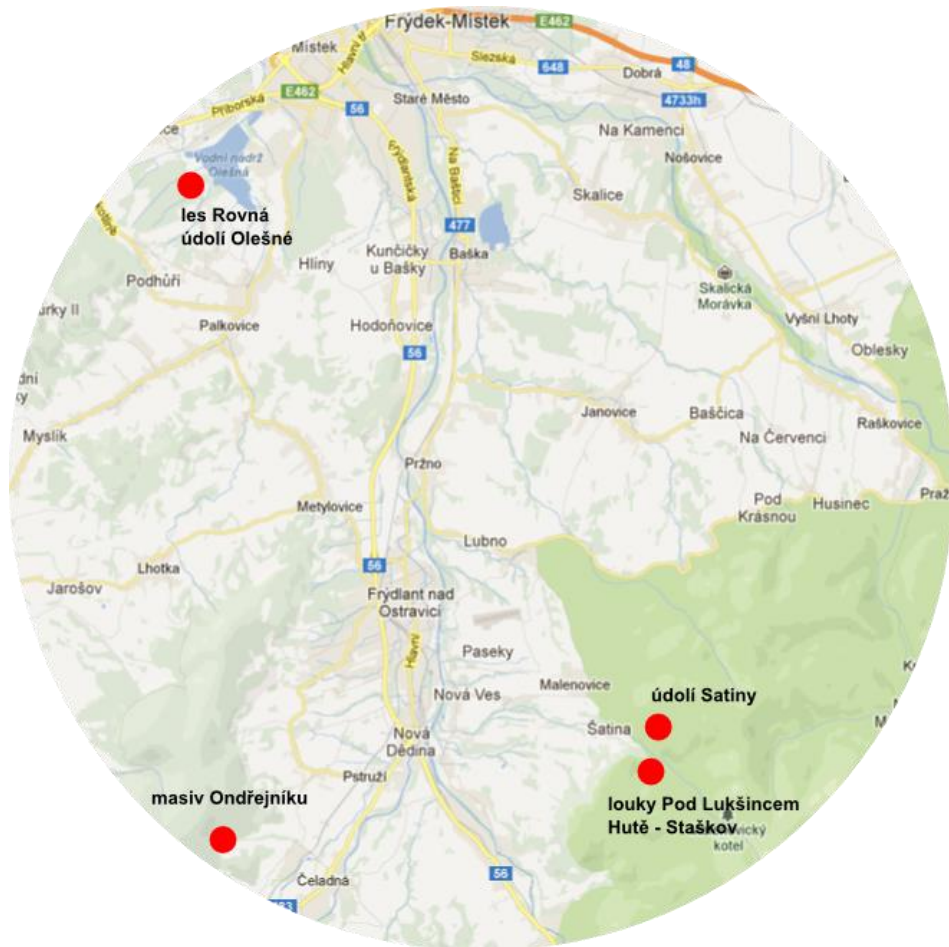 Frýdek-Místek
E462
Místek
Hlavní tř.
Slezská
648
48
Dobrá
E462
4733h
Příborská
56
Staré Město
Na Kamenci
Frýdlantská
Na Baštici
Nošovice
Vodní nádrž
Olešná
les Rovná
údolí Olešné
Skalice
477
Kunčičky
u Bašky
Baška
Hliny
Podhůří
Skalická
Morávka
Palkovice
Hodoňovice
Vyšní Lhoty
56
Oblesky
Janovice
Baščica
Myslík
Na Červenci
Raškovice
Pržno
Metylovice
Pod
Krásnou
Husinec
Lubno
56
Lhotka
Jarošov
Frýdlant nad
Ostravicí
Hlavní
Paseky
Malenovice
Nová Ves
údolí Satiny
Šatina
Nová
Dědina
Pstruží
masiv Ondřejníku
louky Pod Lukšincem
Hutě - Staškov
kotel
56
Čeladná